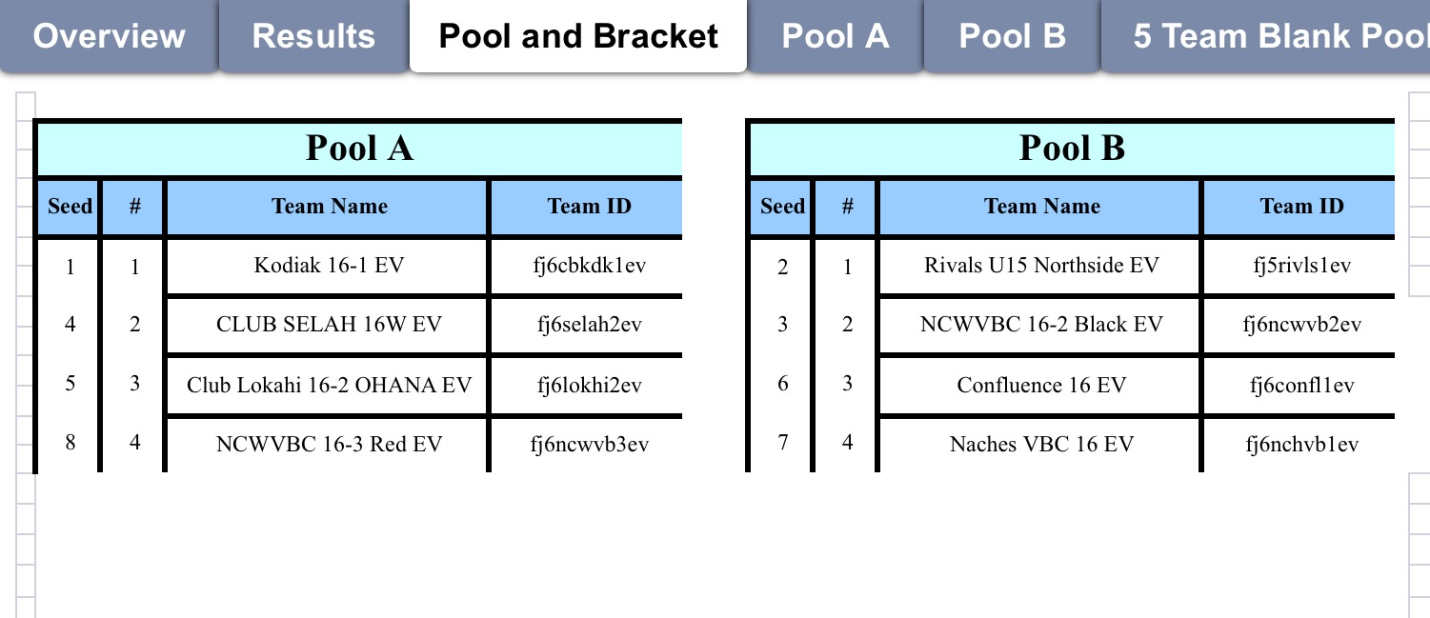 Overview Results Pool and Bracket Pool A Pool B 5 Team Blank Pool
Pool A
Seed # Team Name Team ID
1 1 Kodiak 16-1 EV fj6cbkdk1ev
4 2 CLUB SELAH 16W EV fj6selah2ev
5 3 Club Lokahi 16-2 OHANA EV fj6lokhi2ev
8 4 NCWVBC 16-3 Red EV fj6ncwvb3ev
Pool B
Seed # Team Name Team ID
2 1 Rivals U15 Northside EV fj5rivls1ev
3 2 NCWVBC 16-2 Black EV fj6ncwvb2ev
6 3 Confluence 16 EV fj6confl1ev
7 4 Naches VBC 16 EV fj6nchvb1ev